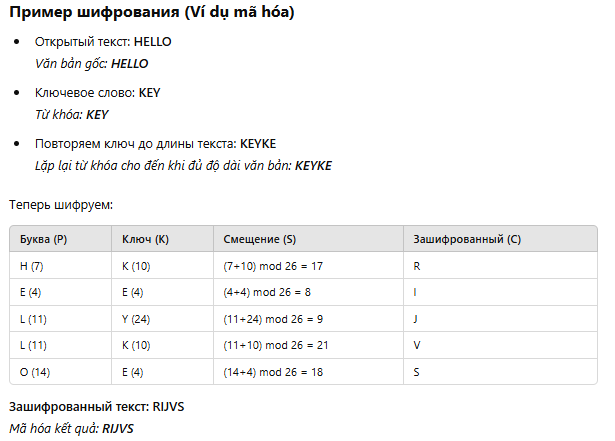 Пример шифрования (Ví dụ mã hóa)
Открытый текст: HELLO
Văn bản gốc: HELLO
Ключевое слово: KEY
Từ khóa: KEY
Повторяем ключ до длины текста: KEYKE
Lặp lại từ khóa cho đến khi đủ độ dài văn bản: KEYKE
Теперь шифруем:
Буква (P) Ключ (K) Смещение (S) Зашифрованный (C)
H (7) K (10) (7+10) mod 26 = 17 R
E (4) E (4) (4+4) mod 26 = 8 I
L (11) Y (24) (11+24) mod 26 = 9 J
L (11) K (10) (11+10) mod 26 = 21 V
O (14) E (4) (14+4) mod 26 = 18 S
Зашифрованный текст: RIJVS
Mã hóa kết quả: RIJVS